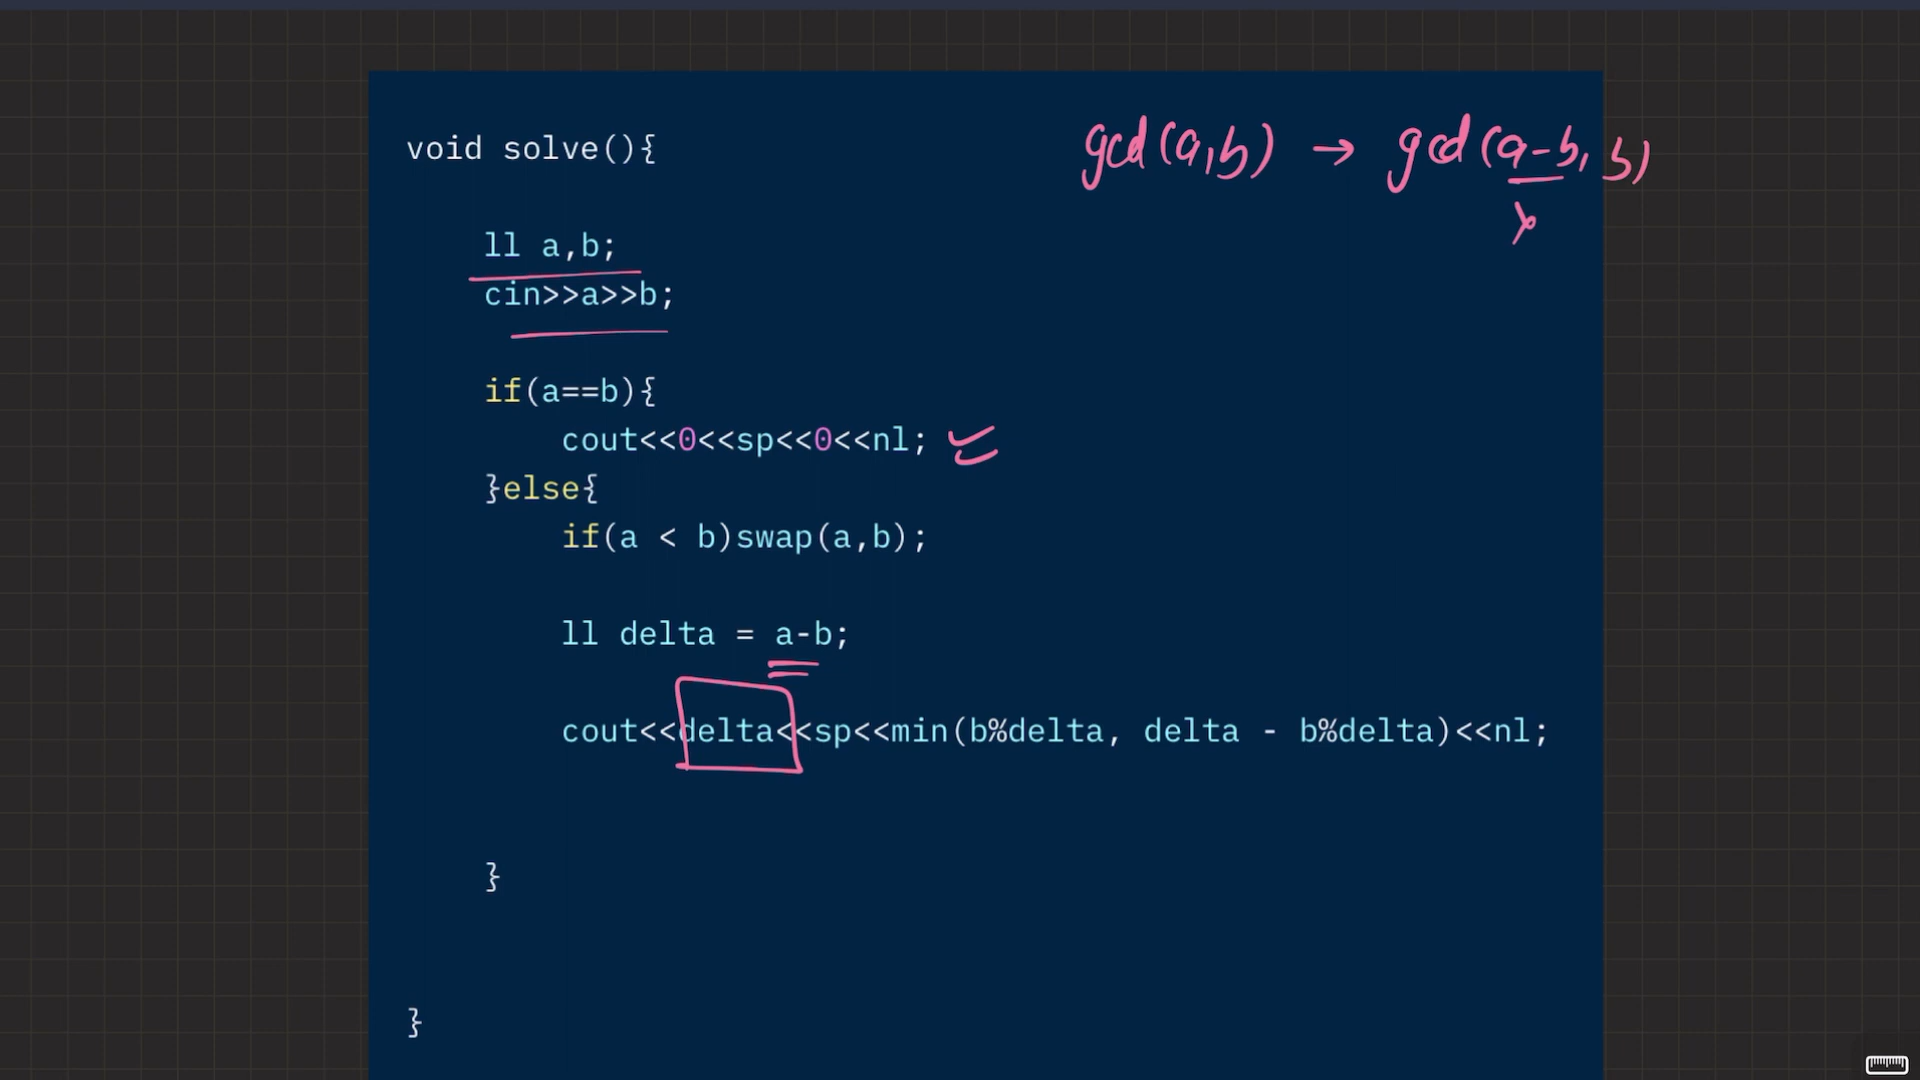 void solve(){
gcd(a,b) → gcd(a-b, b)
ll a,b;
cin>>a>>b;
if(a==b){
cout<<0<<sp<<0<<nl;
}else{
if(a < b)swap(a,b);
ll delta = a-b;
cout<<delta<<sp<<min(b%delta, delta - b%delta)<<nl;
}
}